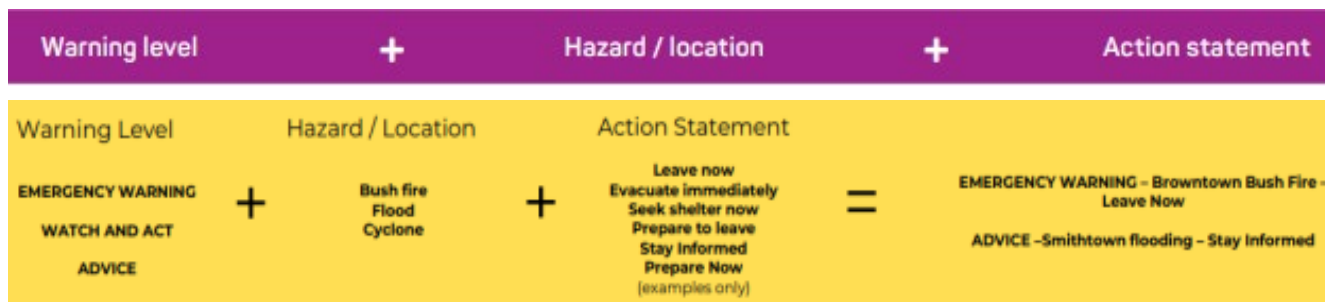 Warning level + Hazard / location + Action statement
Warning Level
EMERGENCY WARNING
WATCH AND ACT
ADVICE
+
Hazard / Location
Bush fire
Flood
Cyclone
+
Action Statement
Leave now
Evacuate immediately
Seek shelter now
Prepare to leave
Stay Informed
Prepare Now
(examples only)
=
EMERGENCY WARNING – Browntown Bush Fire –
Leave Now
ADVICE –Smithtown flooding – Stay Informed